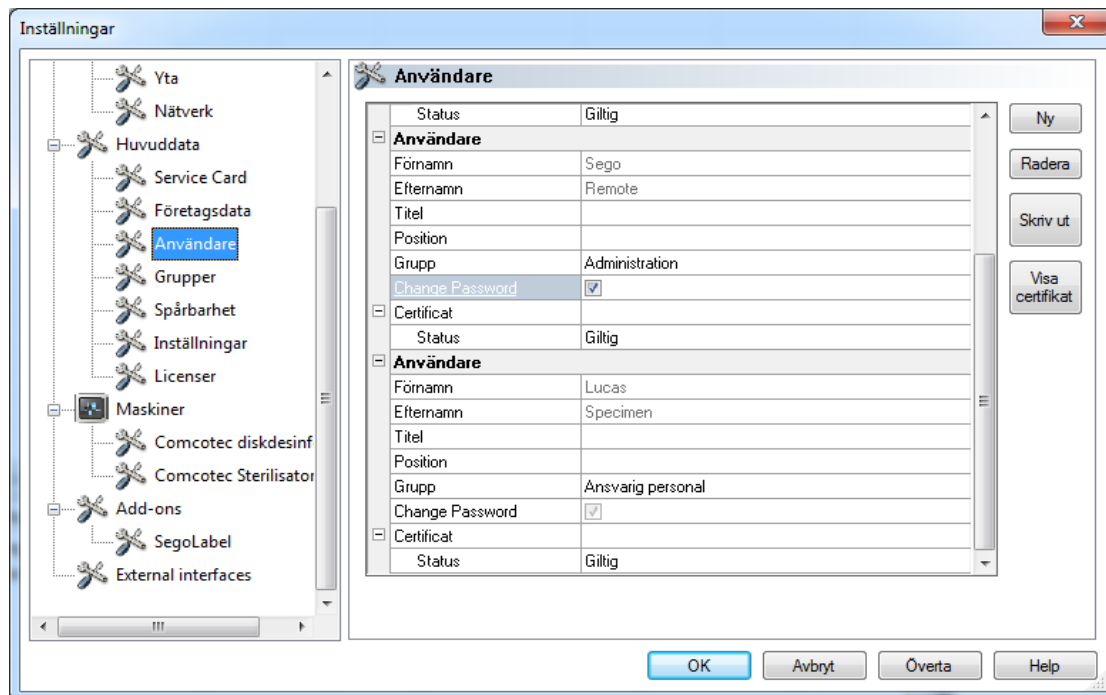 Inställningar
Yta
Nätverk
Huvuddata
Service Card
Företagsdata
Användare
Grupper
Spårbarhet
Inställningar
Licenser
Maskiner
Comcotec diskdesinf
Comcotec Sterilisator
Add-ons
SegoLabel
External interfaces
Användare
Status Giltig
Användare
Förnamn Sego
Efternamn Remote
Titel
Position
Grupp Administration
Change Password
Certificat
Status Giltig
Användare
Förnamn Lucas
Efternamn Specimen
Titel
Position
Grupp Ansvarig personal
Change Password
Certificat
Status Giltig
Ny
Radera
Skriv ut
Visa
certifikat
OK Avbryt Överta Help